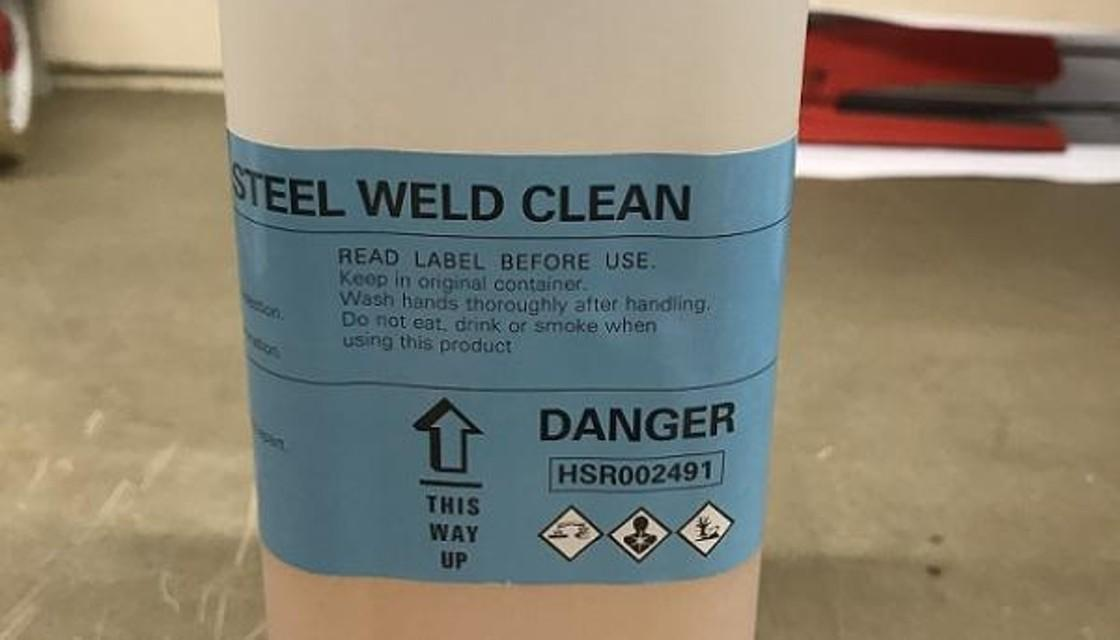 STEEL WELD CLEAN
READ LABEL BEFORE USE.
Keep in original container.
Wash hands thoroughly after handling.
Do not eat, drink or smoke when
using this product
THIS
WAY
UP
DANGER
HSR002491